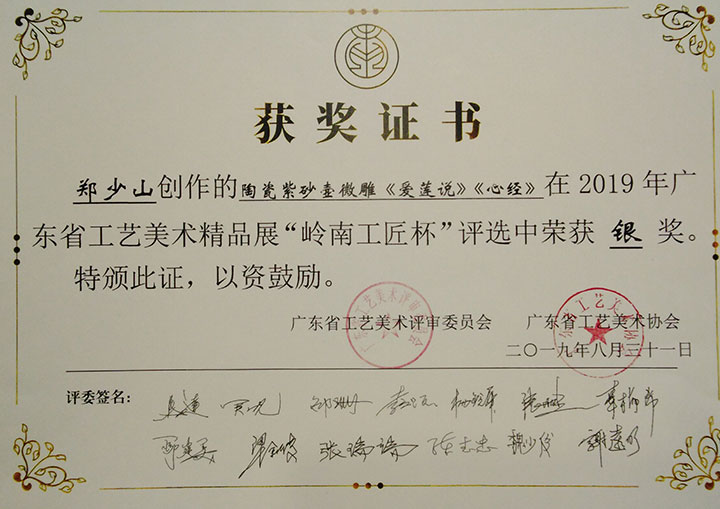 获奖证书
郑少山创作的陶瓷紫砂壶微雕《爱莲说》《心经》在2019年广
东省工艺美术精品展“岭南工匠杯”评选中荣获 银 奖。
特颁此证，以资鼓励。
广东省工艺美术评审委员会 广东省工艺美术协会
二〇一九年八月三十一日
评委签名：